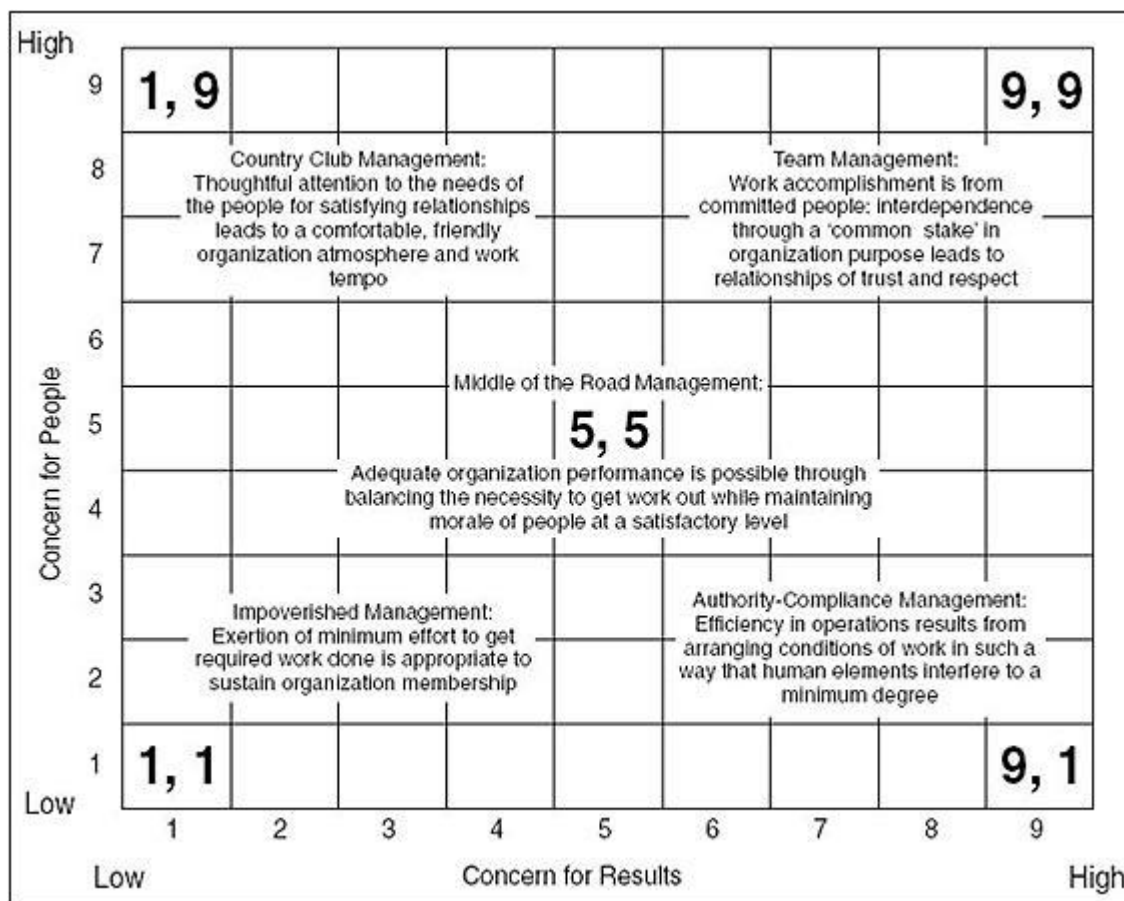 High
9
1, 9
9, 9
8
Country Club Management:
Thoughtful attention to the needs of
the people for satisfying relationships
leads to a comfortable, friendly
organization atmosphere and work
tempo
Team Management:
Work accomplishment is from
committed people: interdependence
through a 'common stake' in
organization purpose leads to
relationships of trust and respect
7
6
Middle of the Road Management:
5
5, 5
Adequate organization performance is possible through
balancing the necessity to get work out while maintaining
morale of people at a satisfactory level
4
Concern for People
3
Impoverished Management:
Exertion of minimum effort to get
required work done is appropriate to
sustain organization membership
Authority-Compliance Management:
Efficiency in operations results from
arranging conditions of work in such a
way that human elements interfere to a
minimum degree
2
1
1, 1
9, 1
Low
1 2 3 4 5 6 7 8 9
Low Concern for Results High